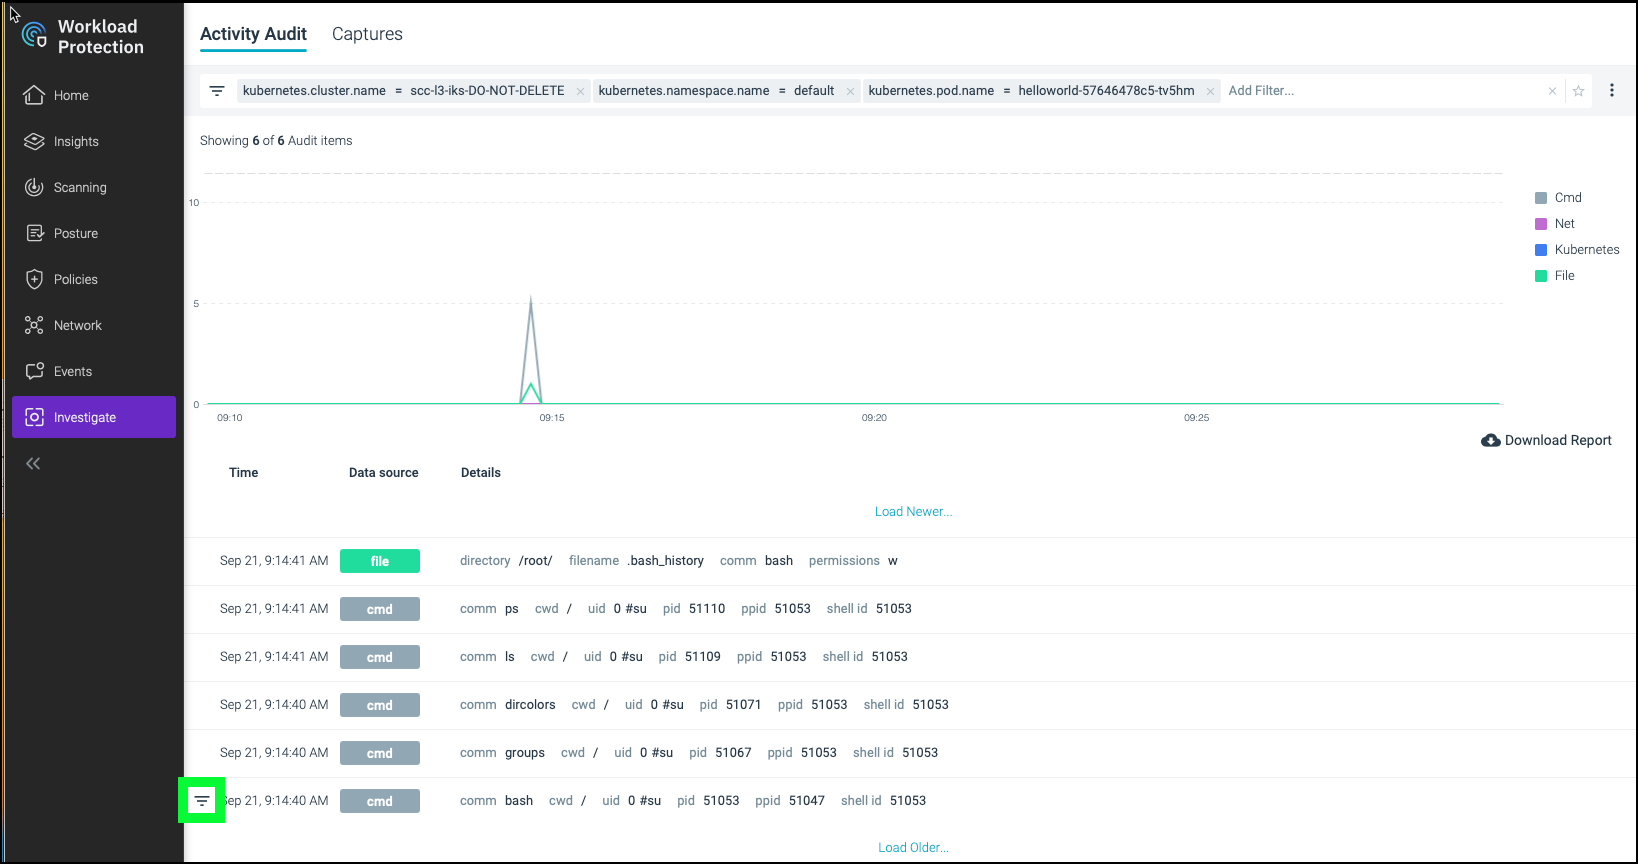 Workload
Protection
Home
Insights
Scanning
Posture
Policies
Network
Events
Investigate
Activity Audit Captures
kubernetes.cluster.name = scc-l3-iks-DO-NOT-DELETE × kubernetes.namespace.name = default × kubernetes.pod.name = helloworld-57646478c5-tv5hm × Add Filter... ×
Showing 6 of 6 Audit items
10
5
0
09:10 09:15 09:20 09:25
Cmd
Net
Kubernetes
File
Download Report
Time Data source Details
Load Newer...
Sep 21, 9:14:41 AM file directory /root/ filename .bash_history comm bash permissions w
Sep 21, 9:14:41 AM cmd comm ps cwd / uid 0 #su pid 51110 ppid 51053 shell id 51053
Sep 21, 9:14:41 AM cmd comm ls cwd / uid 0 #su pid 51109 ppid 51053 shell id 51053
Sep 21, 9:14:40 AM cmd comm dircolors cwd / uid 0 #su pid 51071 ppid 51053 shell id 51053
Sep 21, 9:14:40 AM cmd comm groups cwd / uid 0 #su pid 51067 ppid 51053 shell id 51053
Sep 21, 9:14:40 AM cmd comm bash cwd / uid 0 #su pid 51053 ppid 51047 shell id 51053
Load Older...